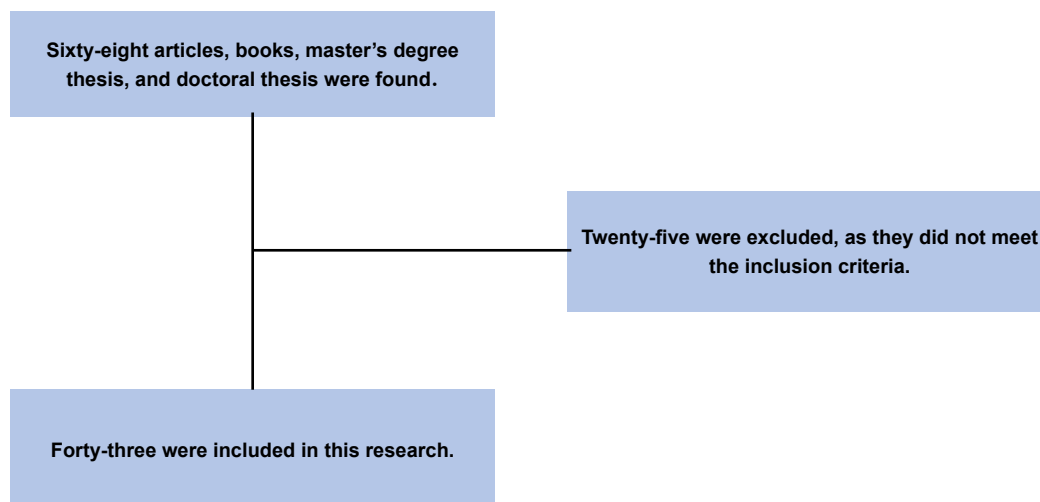 Sixty-eight articles, books, master’s degree
thesis, and doctoral thesis were found.
Twenty-five were excluded, as they did not meet
the inclusion criteria.
Forty-three were included in this research.